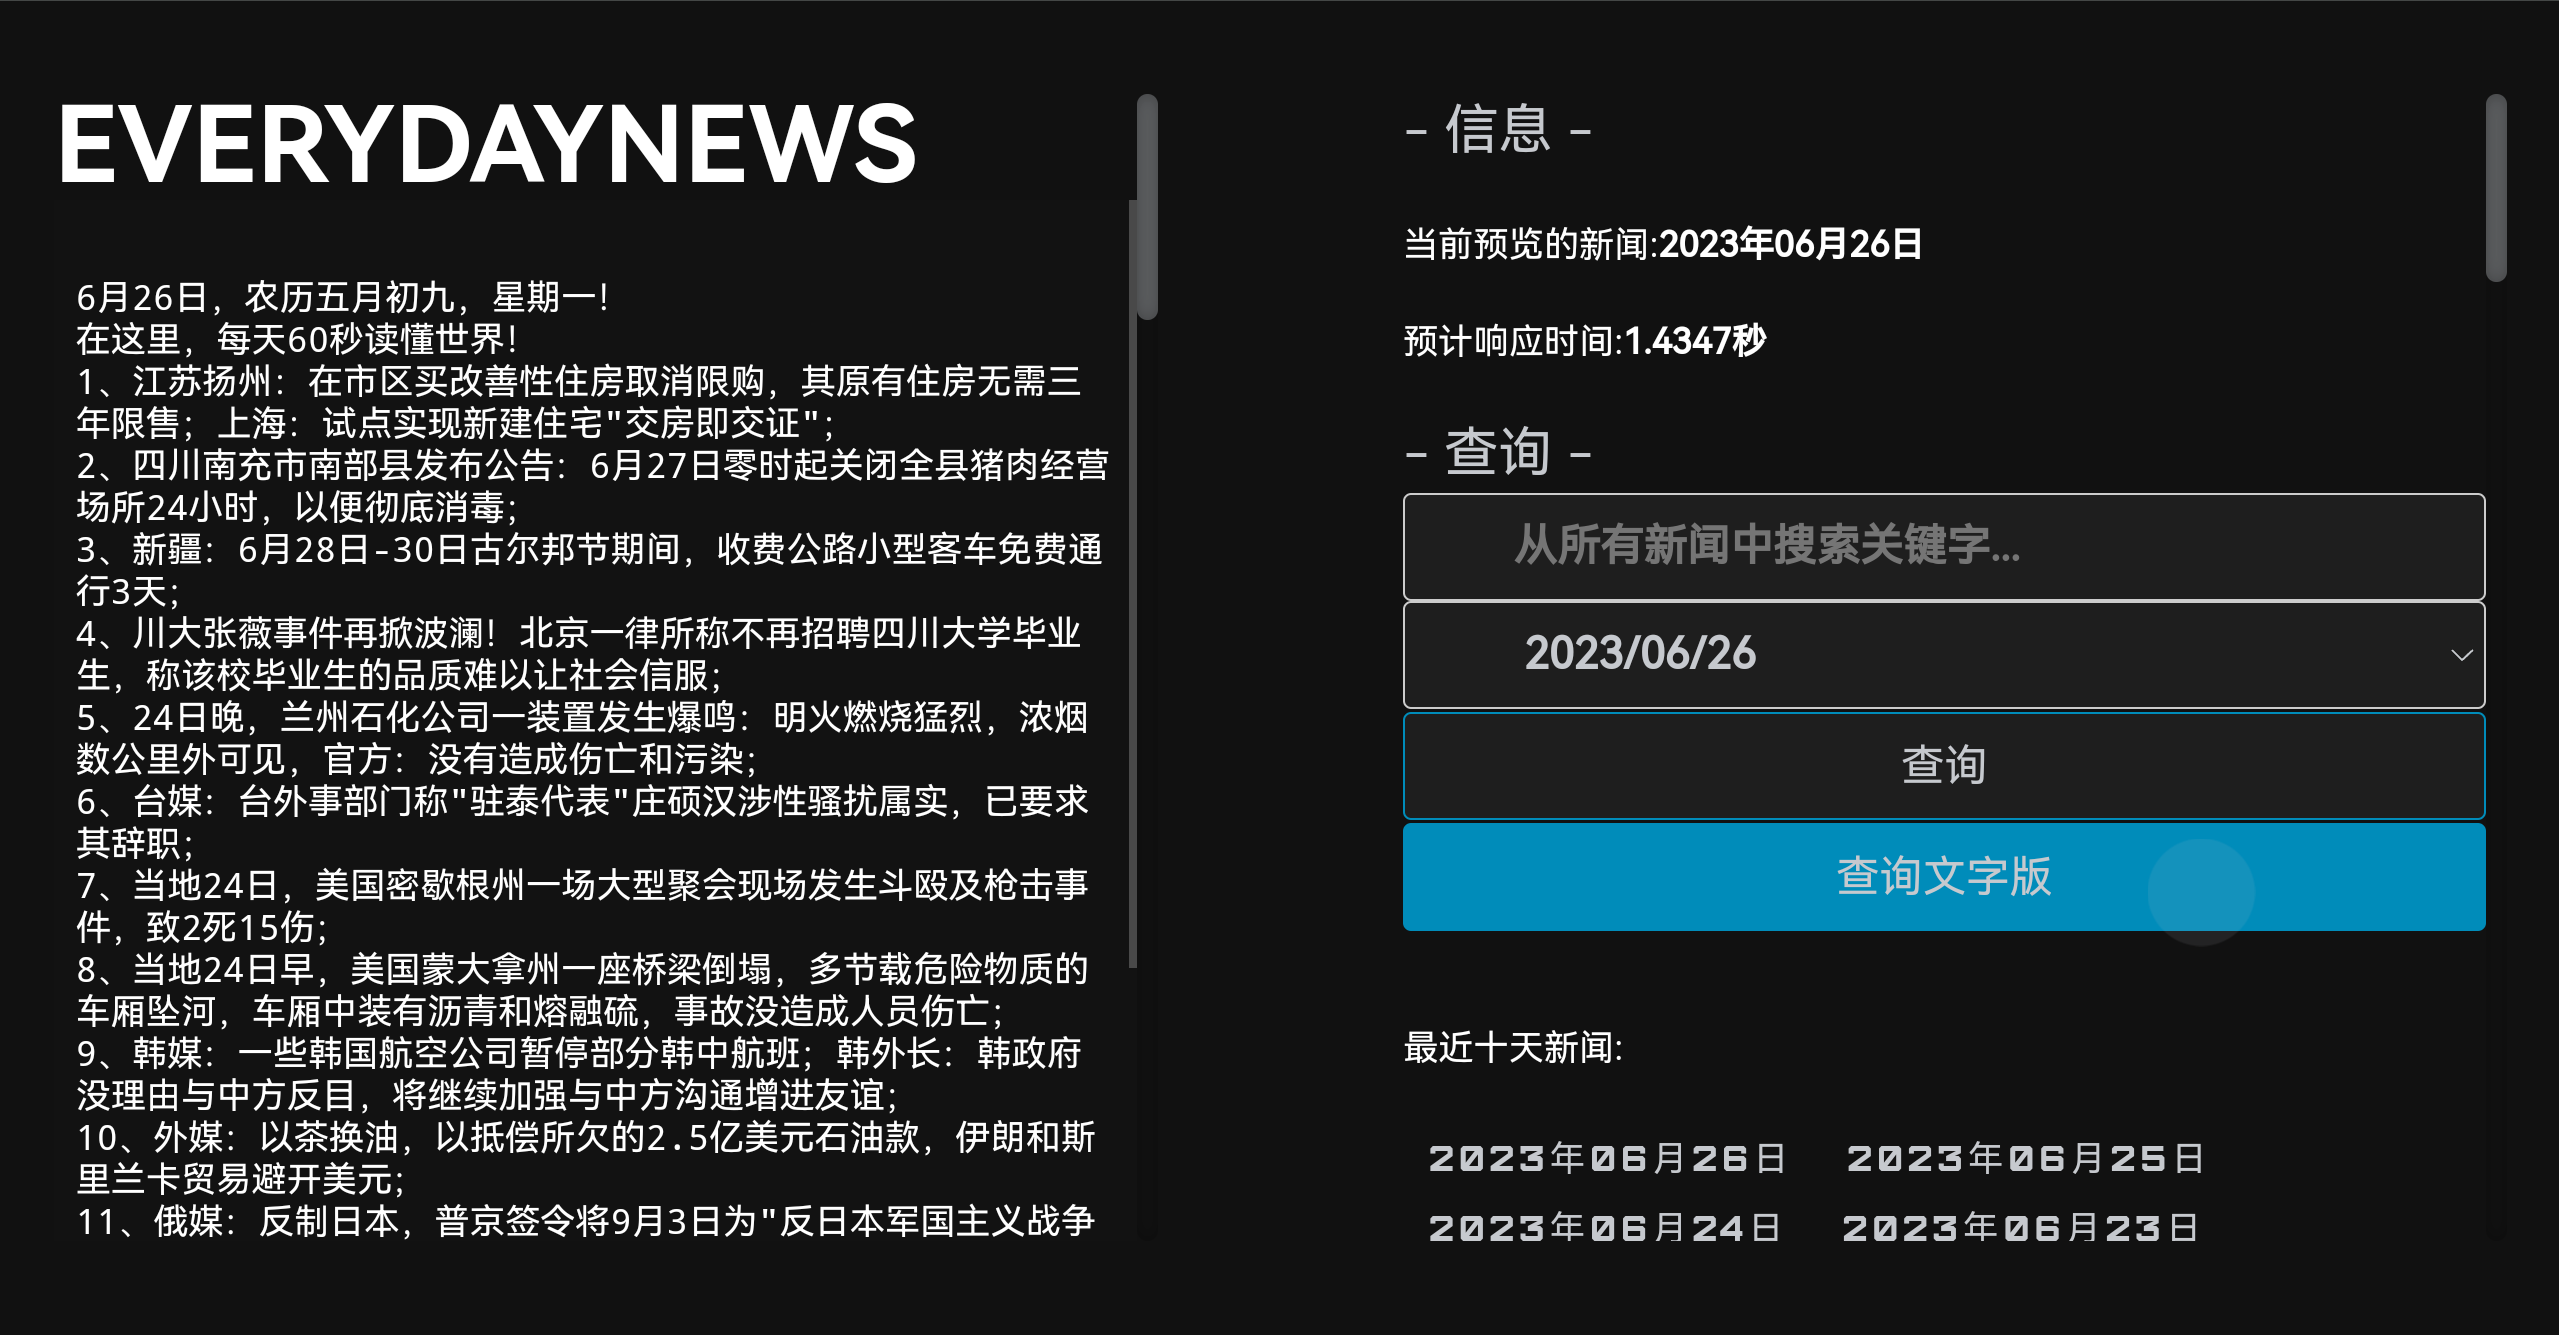 EVERYDAYNEWS
6月26日，农历五月初九，星期一！
在这里，每天60秒读懂世界！
1、江苏扬州：在市区买改善性住房取消限购，其原有住房无需三
年限售；上海：试点实现新建住宅"交房即交证"；
2、四川南充市南部县发布公告：6月27日零时起关闭全县猪肉经营
场所24小时，以便彻底消毒；
3、新疆：6月28日-30日古尔邦节期间，收费公路小型客车免费通
行3天；
4、川大张薇事件再掀波澜！北京一律所称不再招聘四川大学毕业
生，称该校毕业生的品质难以让社会信服；
5、24日晚，兰州石化公司一装置发生爆鸣：明火燃烧猛烈，浓烟
数公里外可见，官方：没有造成伤亡和污染；
6、台媒：台外事部门称"驻泰代表"庄硕汉涉性骚扰属实，已要求
其辞职；
7、当地24日，美国密歇根州一场大型聚会现场发生斗殴及枪击事
件，致2死15伤；
8、当地24日早，美国蒙大拿州一座桥梁倒塌，多节载危险物质的
车厢坠河，车厢中装有沥青和熔融硫，事故没造成人员伤亡；
9、韩媒：一些韩国航空公司暂停部分韩中航班；韩外长：韩政府
没理由与中方反目，将继续加强与中方沟通增进友谊；
10、外媒：以茶换油，以抵偿所欠的2.5亿美元石油款，伊朗和斯
里兰卡贸易避开美元；
11、俄媒：反制日本，普京签令将9月3日为"反日本军国主义战争
- 信息 -
当前预览的新闻:2023年06月26日
预计响应时间:1.4347秒
- 查询 -
从所有新闻中搜索关键字...
2023/06/26
查询
查询文字版
最近十天新闻:
2023年06月26日 2023年06月25日
2023年06月24日 2023年06月23日